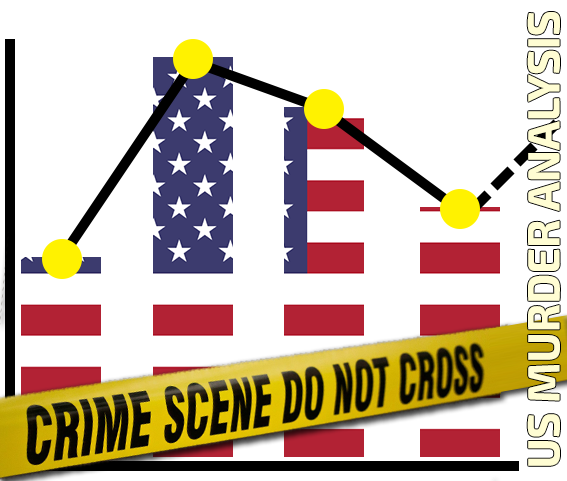 CRIME SCENE DO NOT CROSS
US MURDER ANALYSIS